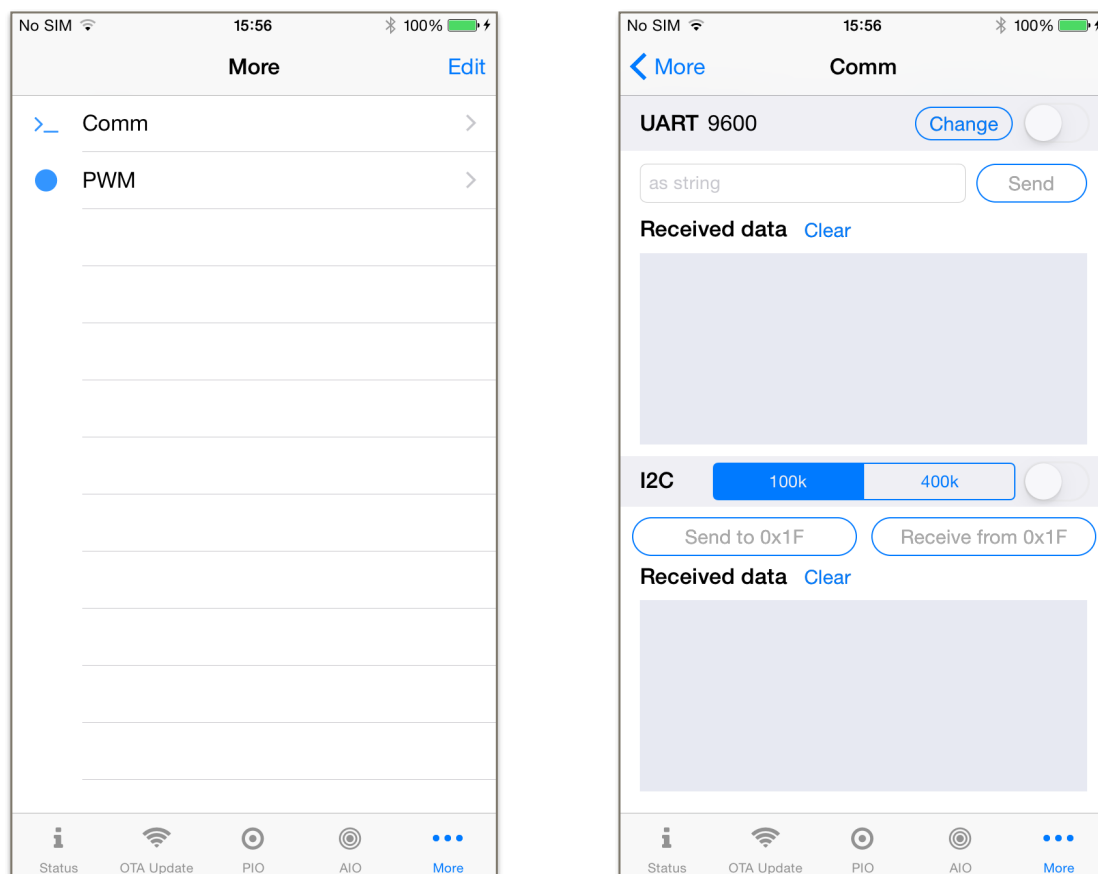 No SIM 15:56 100%
More Edit
>_ Comm
PWM
Status OTA Update PIO AIO More
No SIM 15:56 100%
More Comm
UART 9600 Change
as string Send
Received data Clear
I2C 100k 400k
Send to 0x1F Receive from 0x1F
Received data Clear
Status OTA Update PIO AIO More